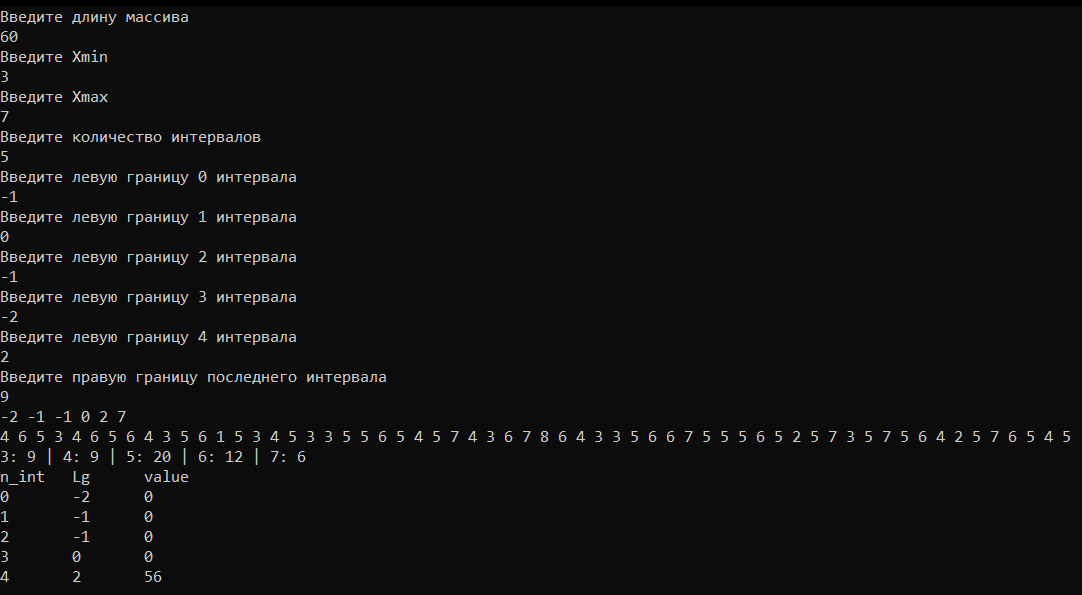 Введите длину массива
60
Введите Xmin
3
Введите Xmax
7
Введите количество интервалов
5
Введите левую границу 0 интервала
-1
Введите левую границу 1 интервала
0
Введите левую границу 2 интервала
-1
Введите левую границу 3 интервала
-2
Введите левую границу 4 интервала
2
Введите правую границу последнего интервала
9
-2 -1 -1 0 2 7
4 6 5 3 4 6 5 6 4 3 5 6 1 5 3 4 5 3 3 5 5 6 5 4 5 7 4 3 6 7 8 6 4 3 3 5 6 6 7 5 5 5 6 5 2 5 7 3 5 7 5 6 4 2 5 7 6 5 4 5
3: 9 | 4: 9 | 5: 20 | 6: 12 | 7: 6
n_int Lg value
0 -2 0
1 -1 0
2 -1 0
3 0 0
4 2 56